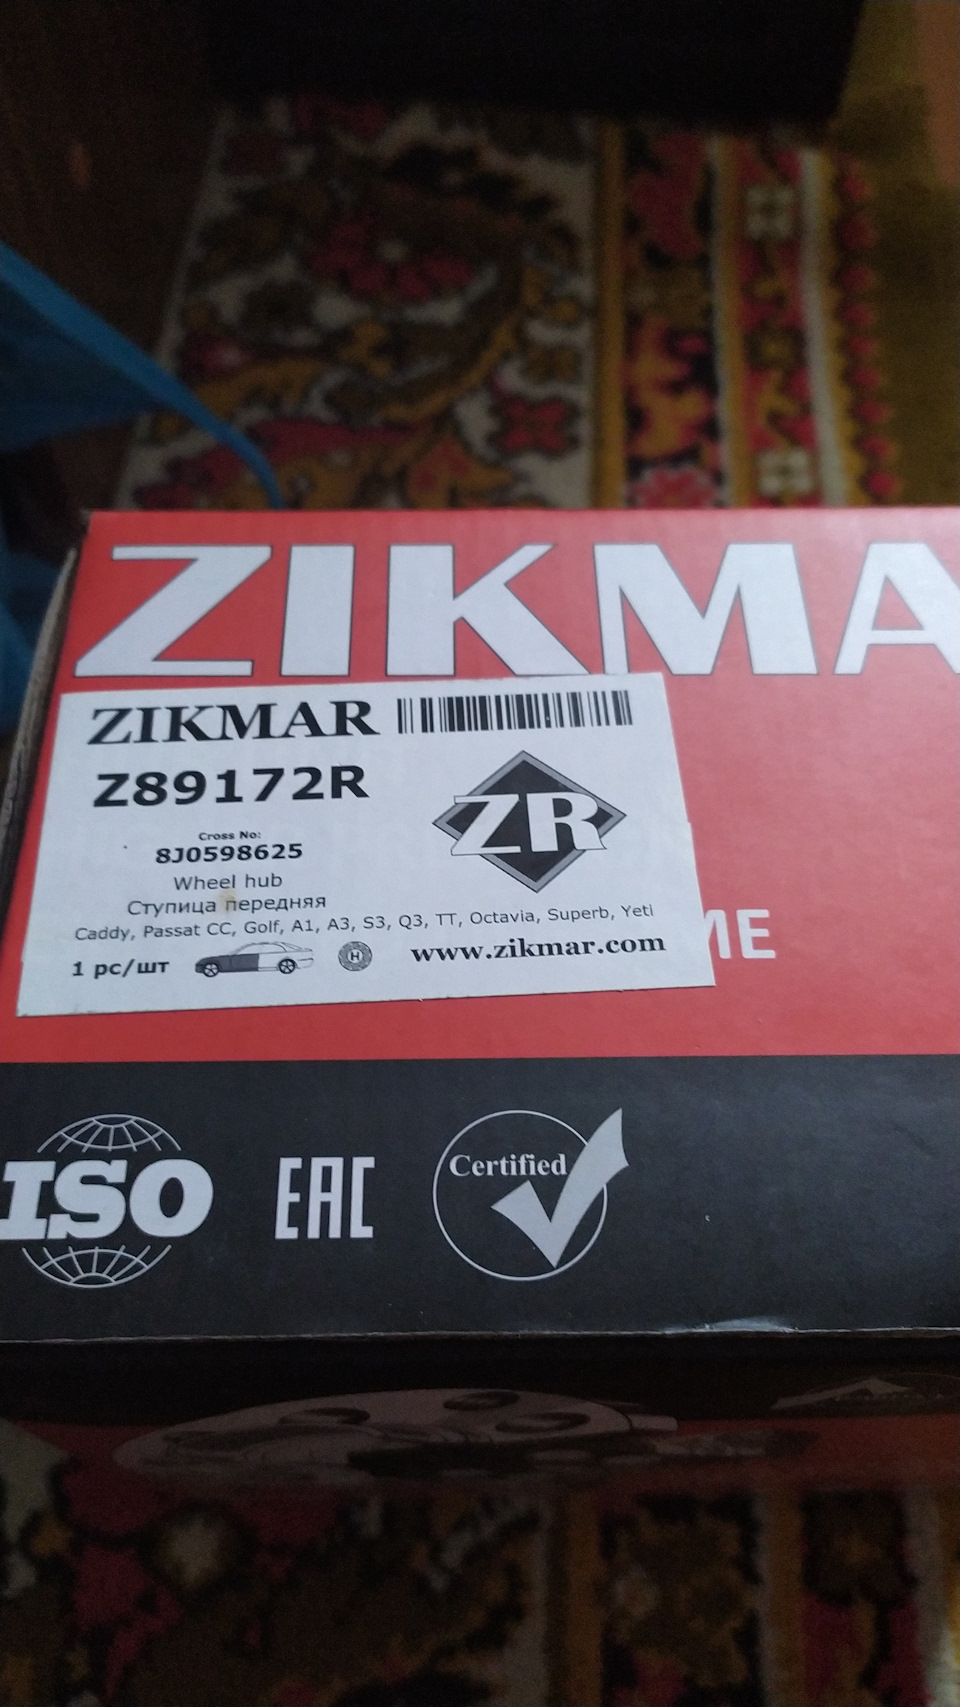 ZIKMA
ZIKMAR
Z89172R
ZR
Cross No:
8J0598625
Wheel hub
Ступица передняя
Caddy, Passat CC, Golf, A1, A3, S3, Q3, TT, Octavia, Superb, Yeti
1 pc/шт
H
www.zikmar.com
ME
ISO
EAC
Certified